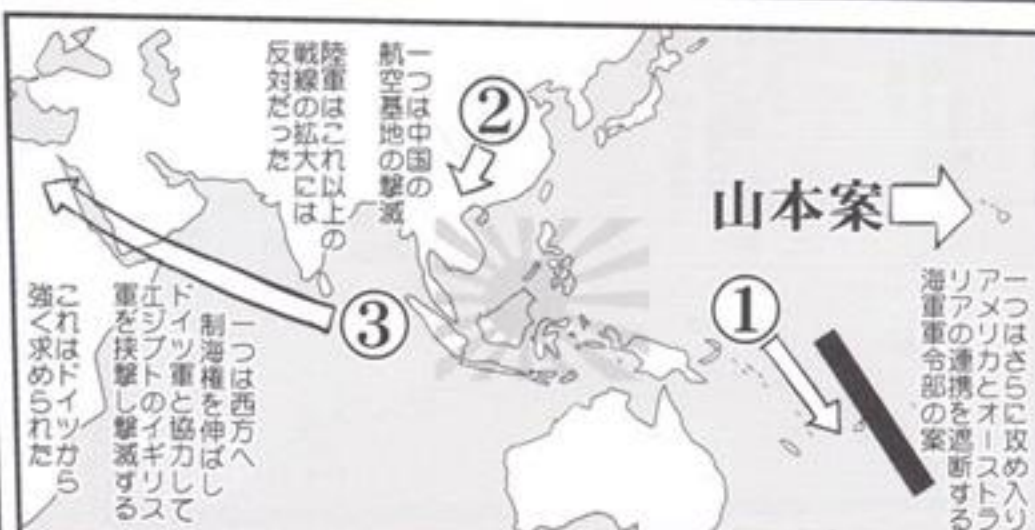 山本案
①
一つはさらに攻め入り
アメリカとオーストラ
リアの連携を遮断する
海軍軍令部の案
②
一つは中国の
航空基地の撃滅
陸軍はこれ以上の
戦線の拡大には
反対だった
③
一つは西方へ
制海権を伸ばし
ドイツ軍と協力して
エジプトのイギリス
軍を挟撃し撃滅する
これはドイツから
強く求められた